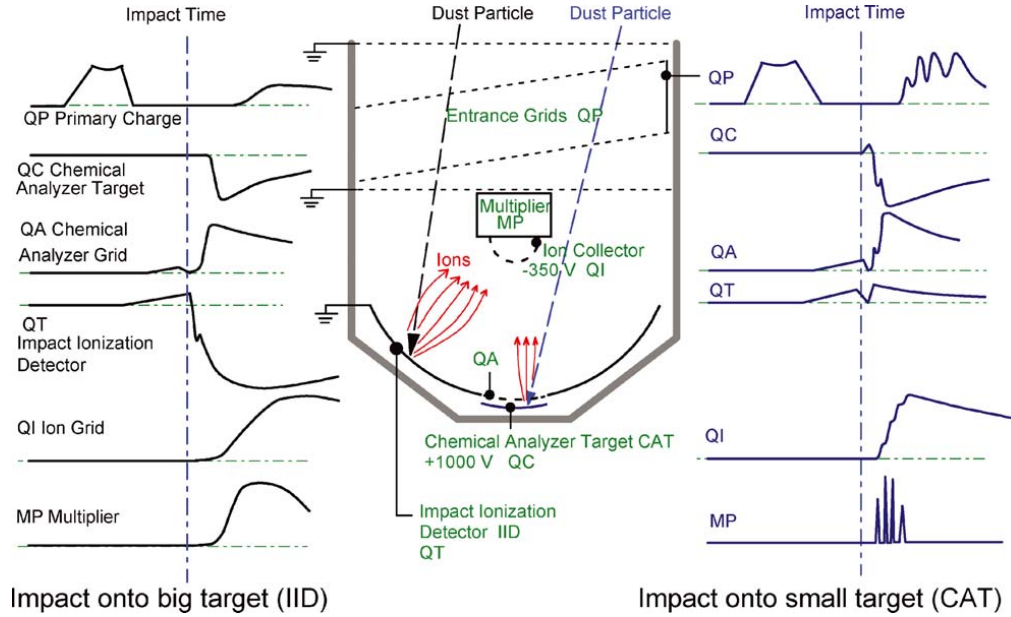 Impact Time
QP Primary Charge
QC Chemical
Analyzer Target
QA Chemical
Analyzer Grid
QT
Impact Ionization
Detector
QI Ion Grid
MP Multiplier
Impact onto big target (IID)
Dust Particle
Dust Particle
Entrance Grids QP
Multiplier
MP
Ion Collector
-350 V QI
Ions
QA
Chemical Analyzer Target CAT
+1000 V QC
Impact Ionization
Detector IID
QT
Impact Time
QP
QC
QA
QT
QI
MP
Impact onto small target (CAT)